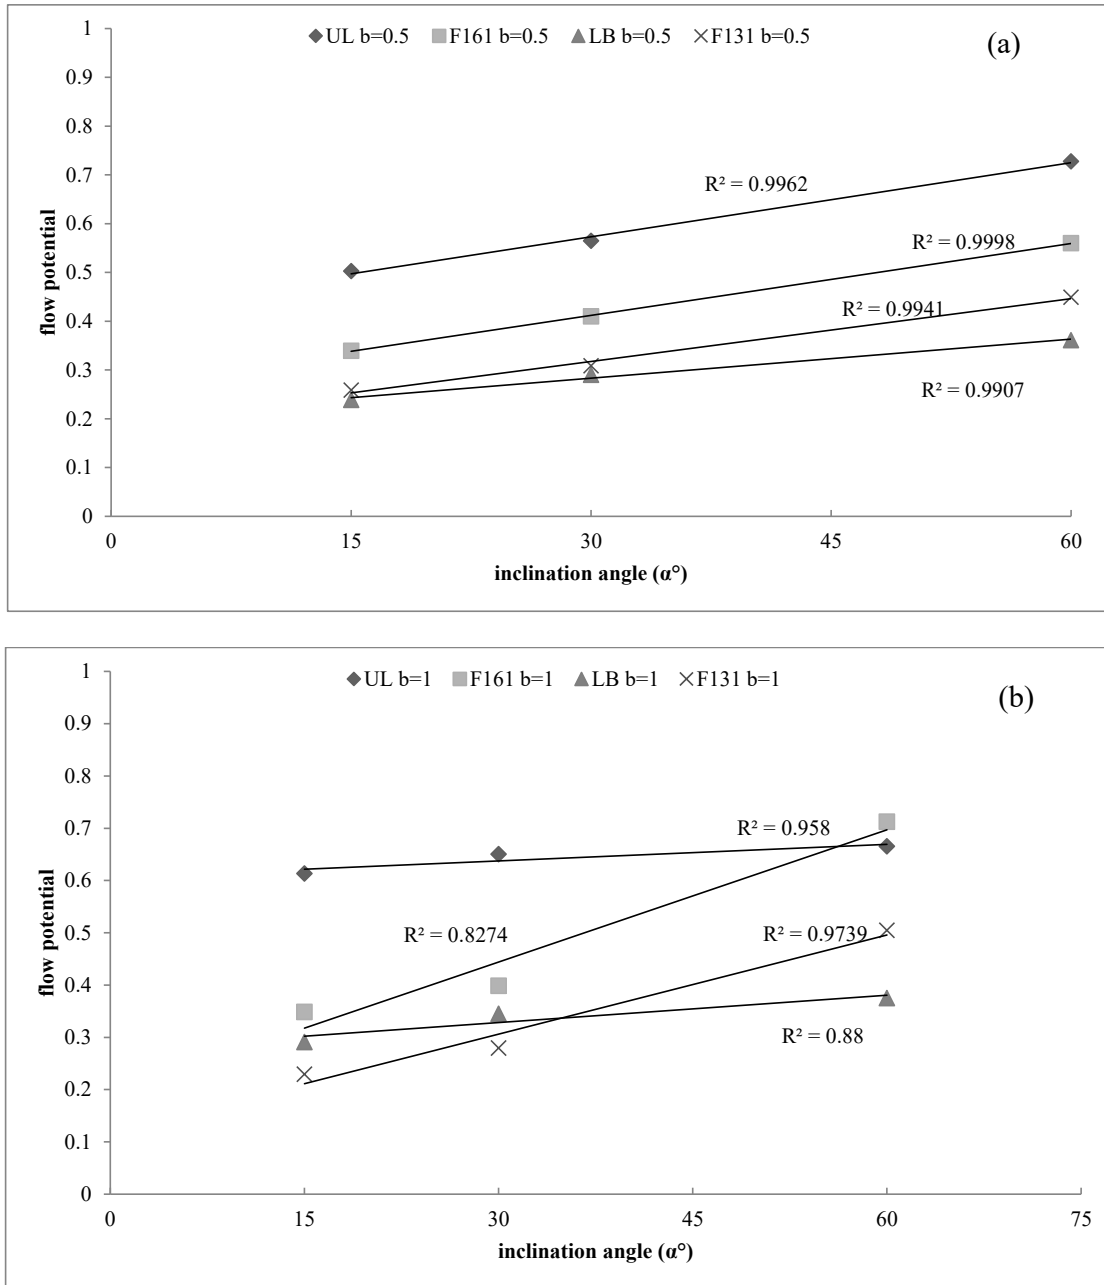 1
◆UL b=0.5 ■F161 b=0.5 ▲LB b=0.5 ×F131 b=0.5
(a)
0.9
0.8
0.7
R² = 0.9962
0.6
R² = 0.9998
0.5
flow potential
0.4
R² = 0.9941
0.3
R² = 0.9907
0.2
0.1
0
0 15 30 45 60
inclination angle (α°)
1
◆UL b=1 ■F161 b=1 ▲LB b=1 ×F131 b=1
(b)
0.9
0.8
0.7
R² = 0.958
0.6
0.5
R² = 0.8274
R² = 0.9739
flow potential
0.4
0.3
R² = 0.88
0.2
0.1
0
0 15 30 45 60 75
inclination angle (α°)